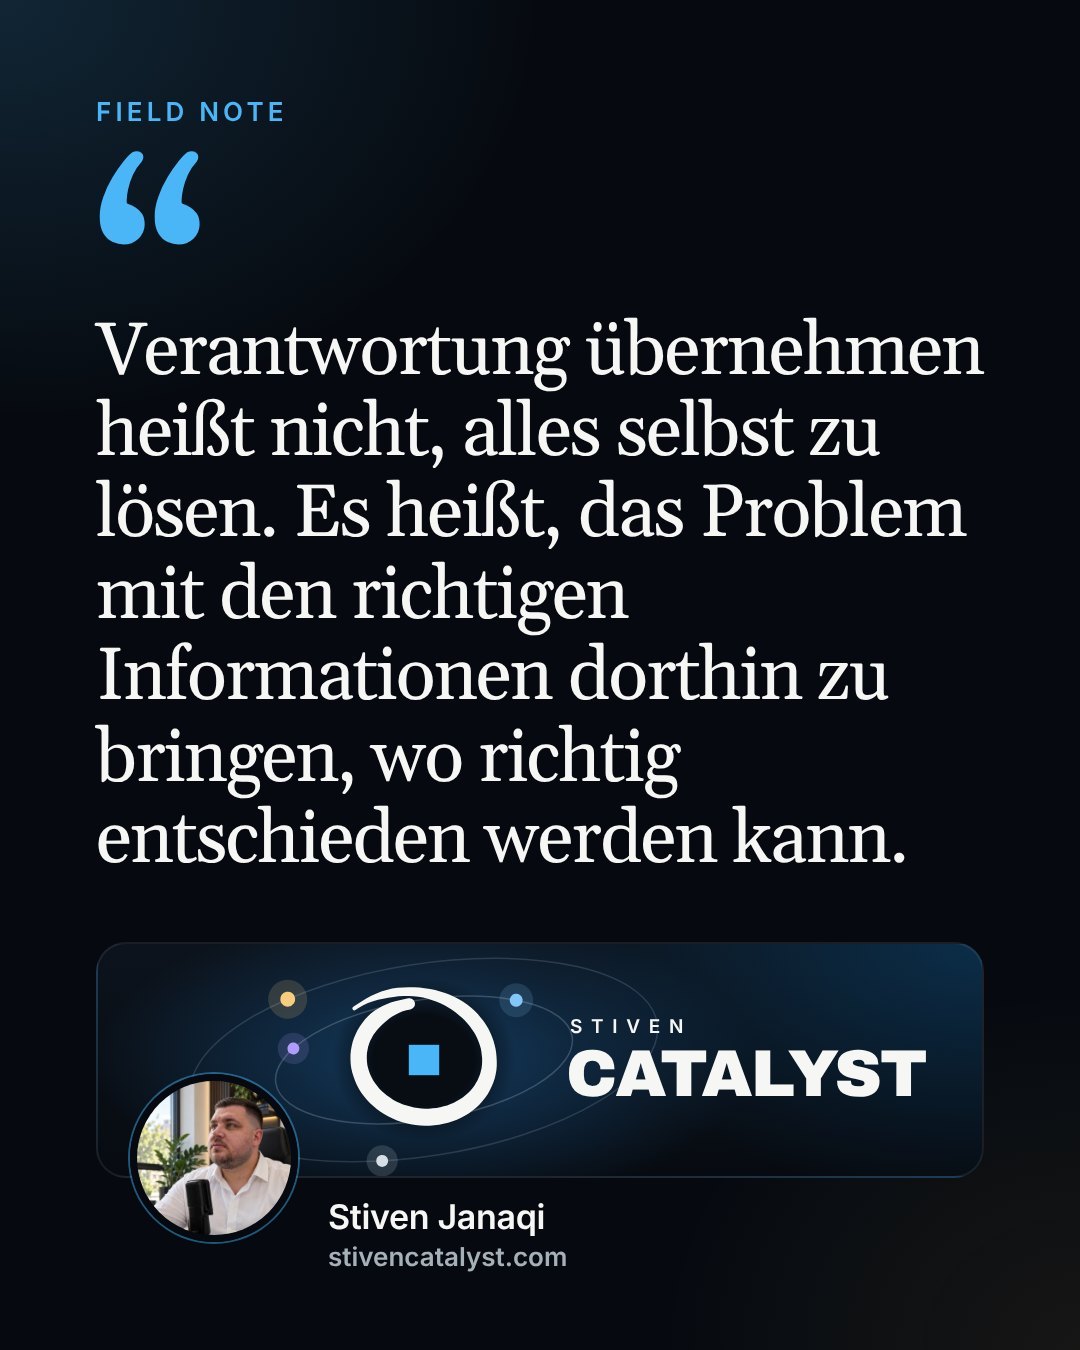 FIELD NOTE
“
Verantwortung übernehmen
heißt nicht, alles selbst zu
lösen. Es heißt, das Problem
mit den richtigen
Informationen dorthin zu
bringen, wo richtig
entschieden werden kann.
STIVEN
CATALYST
Stiven Janaqi
stivencatalyst.com